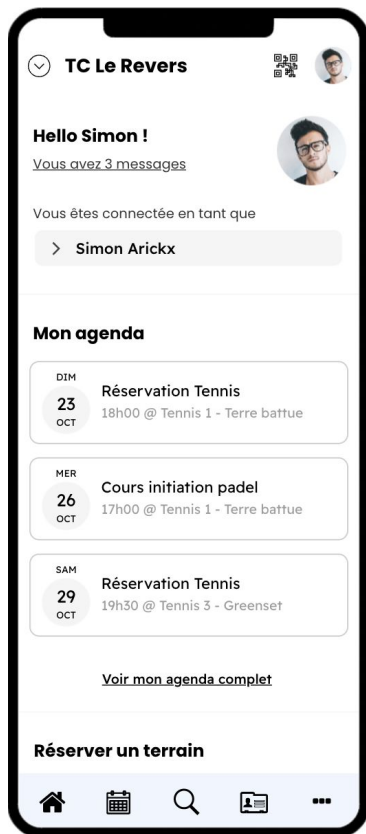 TC Le Revers
Hello Simon !
Vous avez 3 messages
Vous êtes connectée en tant que
Simon Arickx
Mon agenda
DIM
23
OCT
Réservation Tennis
18h00 @ Tennis 1 - Terre battue
MER
26
OCT
Cours initiation padel
17h00 @ Tennis 1 - Terre battue
SAM
29
OCT
Réservation Tennis
19h30 @ Tennis 3 - Greenset
Voir mon agenda complet
Réserver un terrain